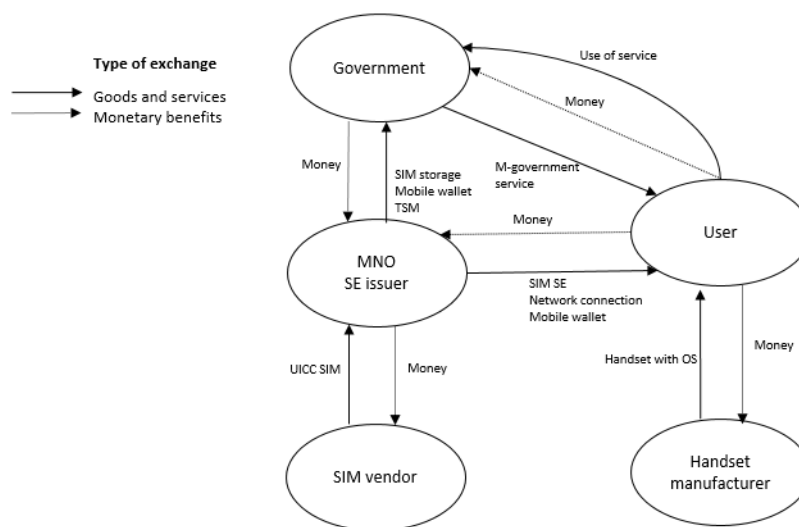 Type of exchange
Goods and services
Monetary benefits
Government
Use of service
Money
Money
SIM storage
Mobile wallet
TSM
M-government
service
Money
User
MNO
SE issuer
SIM SE
Network connection
Mobile wallet
UICC SIM
Money
Handset with OS
Money
SIM vendor
Handset
manufacturer